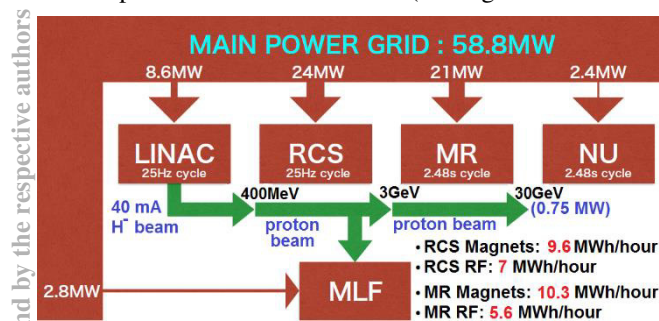 nd by the respective authors
MAIN POWER GRID : 58.8MW
8.6MW 24MW 21MW 2.4MW
LINAC RCS MR NU
25Hz cycle 25Hz cycle 2.48s cycle 2.48s cycle
400MeV 3GeV 30GeV
40 mA
H⁻ beam
proton
beam
proton beam
(0.75 MW)
• RCS Magnets: 9.6 MWh/hour
• RCS RF: 7 MWh/hour
• MR Magnets: 10.3 MWh/hour
• MR RF: 5.6 MWh/hour
2.8MW
MLF